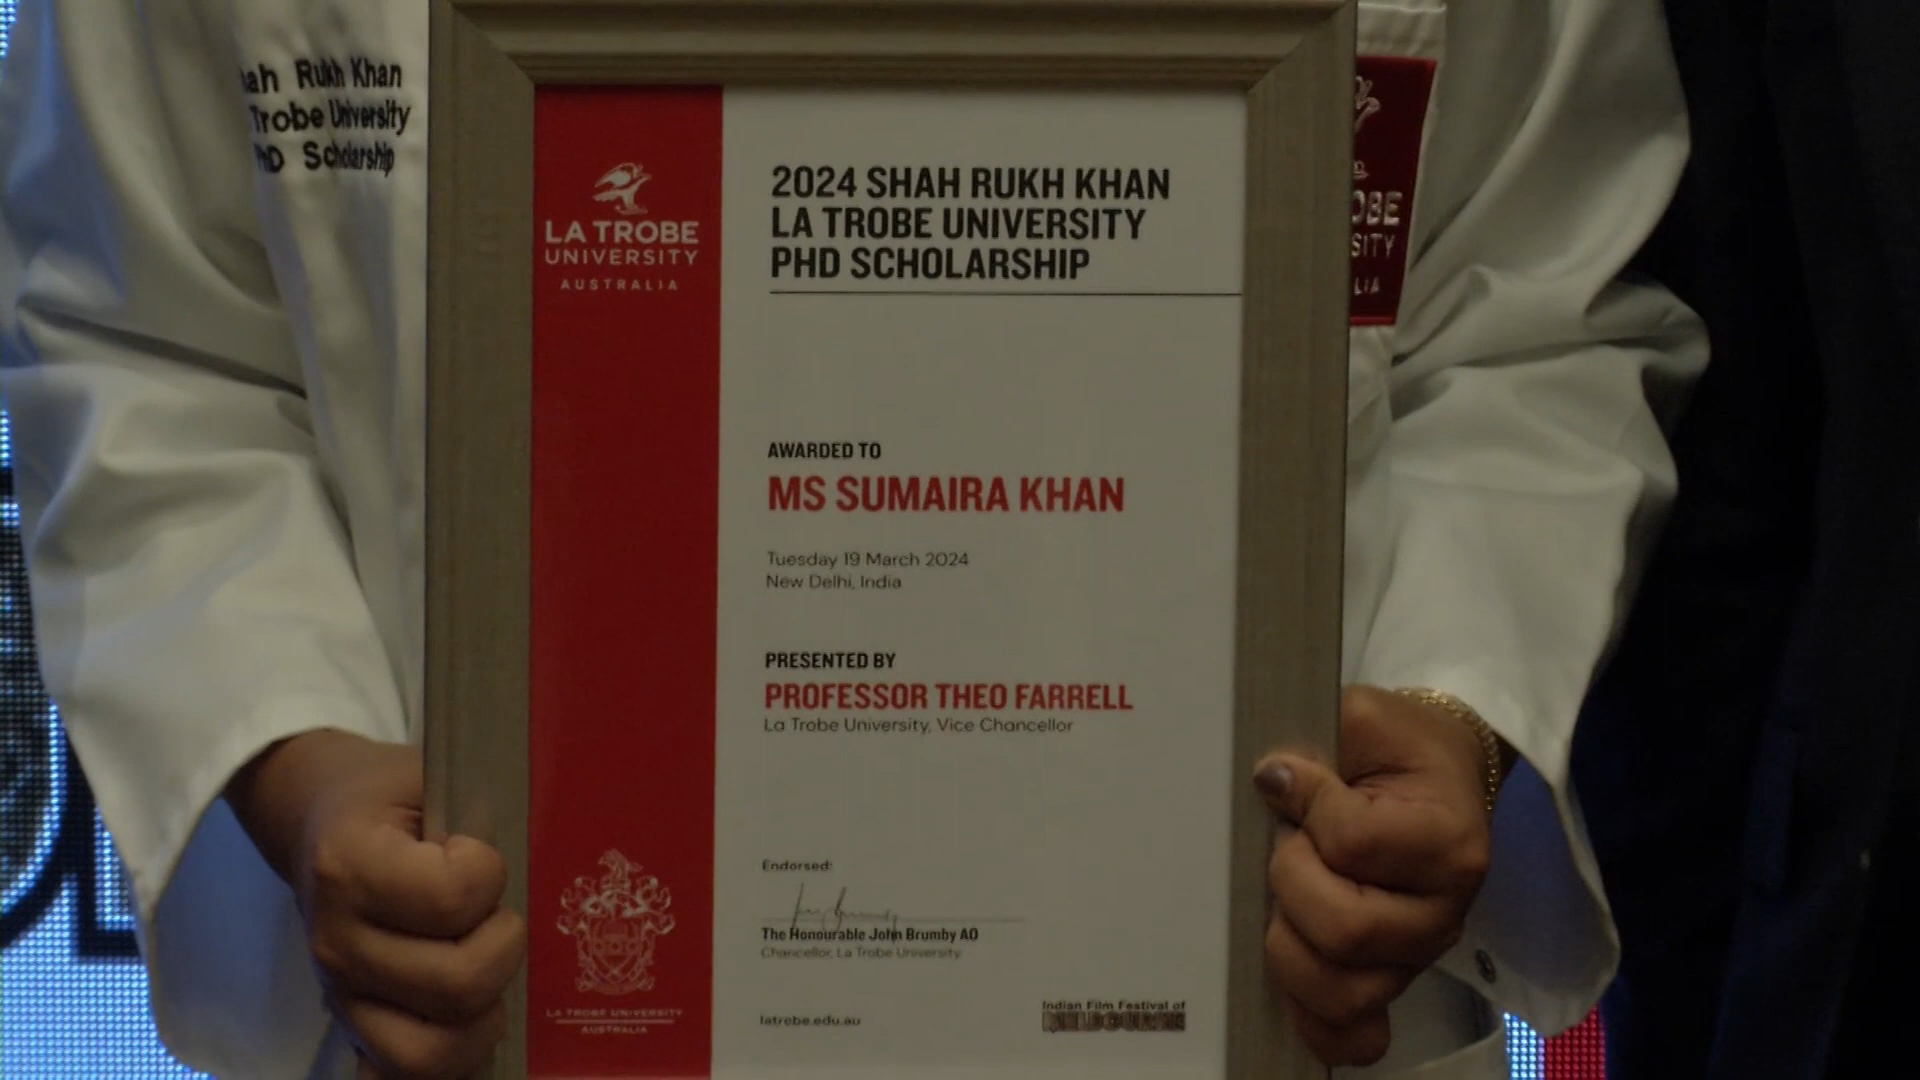 ah Rukh Khan
Trobe University
hD Scholarship
LA TROBE
UNIVERSITY
AUSTRALIA
2024 SHAH RUKH KHAN
LA TROBE UNIVERSITY
PHD SCHOLARSHIP
OBE
SITY
LIA
AWARDED TO
MS SUMAIRA KHAN
Tuesday 19 March 2024
New Delhi, India
PRESENTED BY
PROFESSOR THEO FARRELL
La Trobe University, Vice Chancellor
Endorsed:
The Honourable John Brumby AO
Chancellor, La Trobe University
LA TROBE UNIVERSITY
AUSTRALIA
latrobe.edu.au
Indian Film Festival of
MELBOURNE